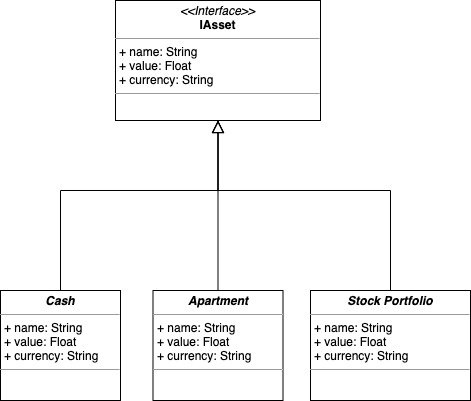 <<Interface>>
IAsset
+ name: String
+ value: Float
+ currency: String
Cash
+ name: String
+ value: Float
+ currency: String
Apartment
+ name: String
+ value: Float
+ currency: String
Stock Portfolio
+ name: String
+ value: Float
+ currency: String